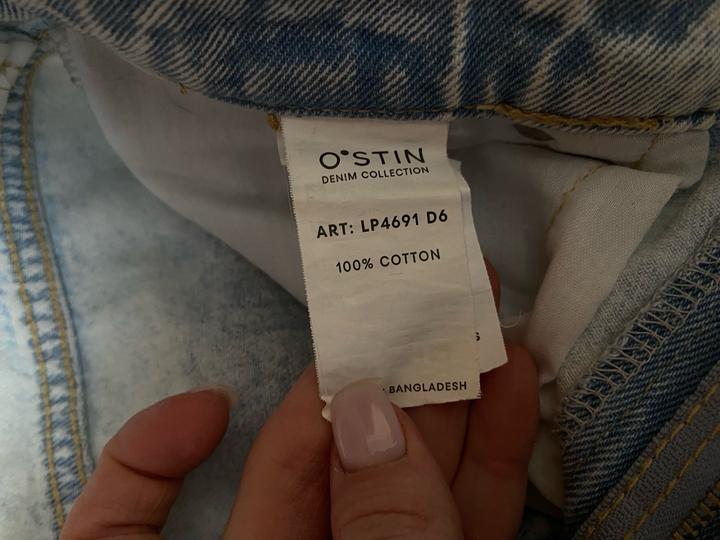 O'STIN
DENIM COLLECTION
ART: LP4691 D6
100% COTTON
BANGLADESH